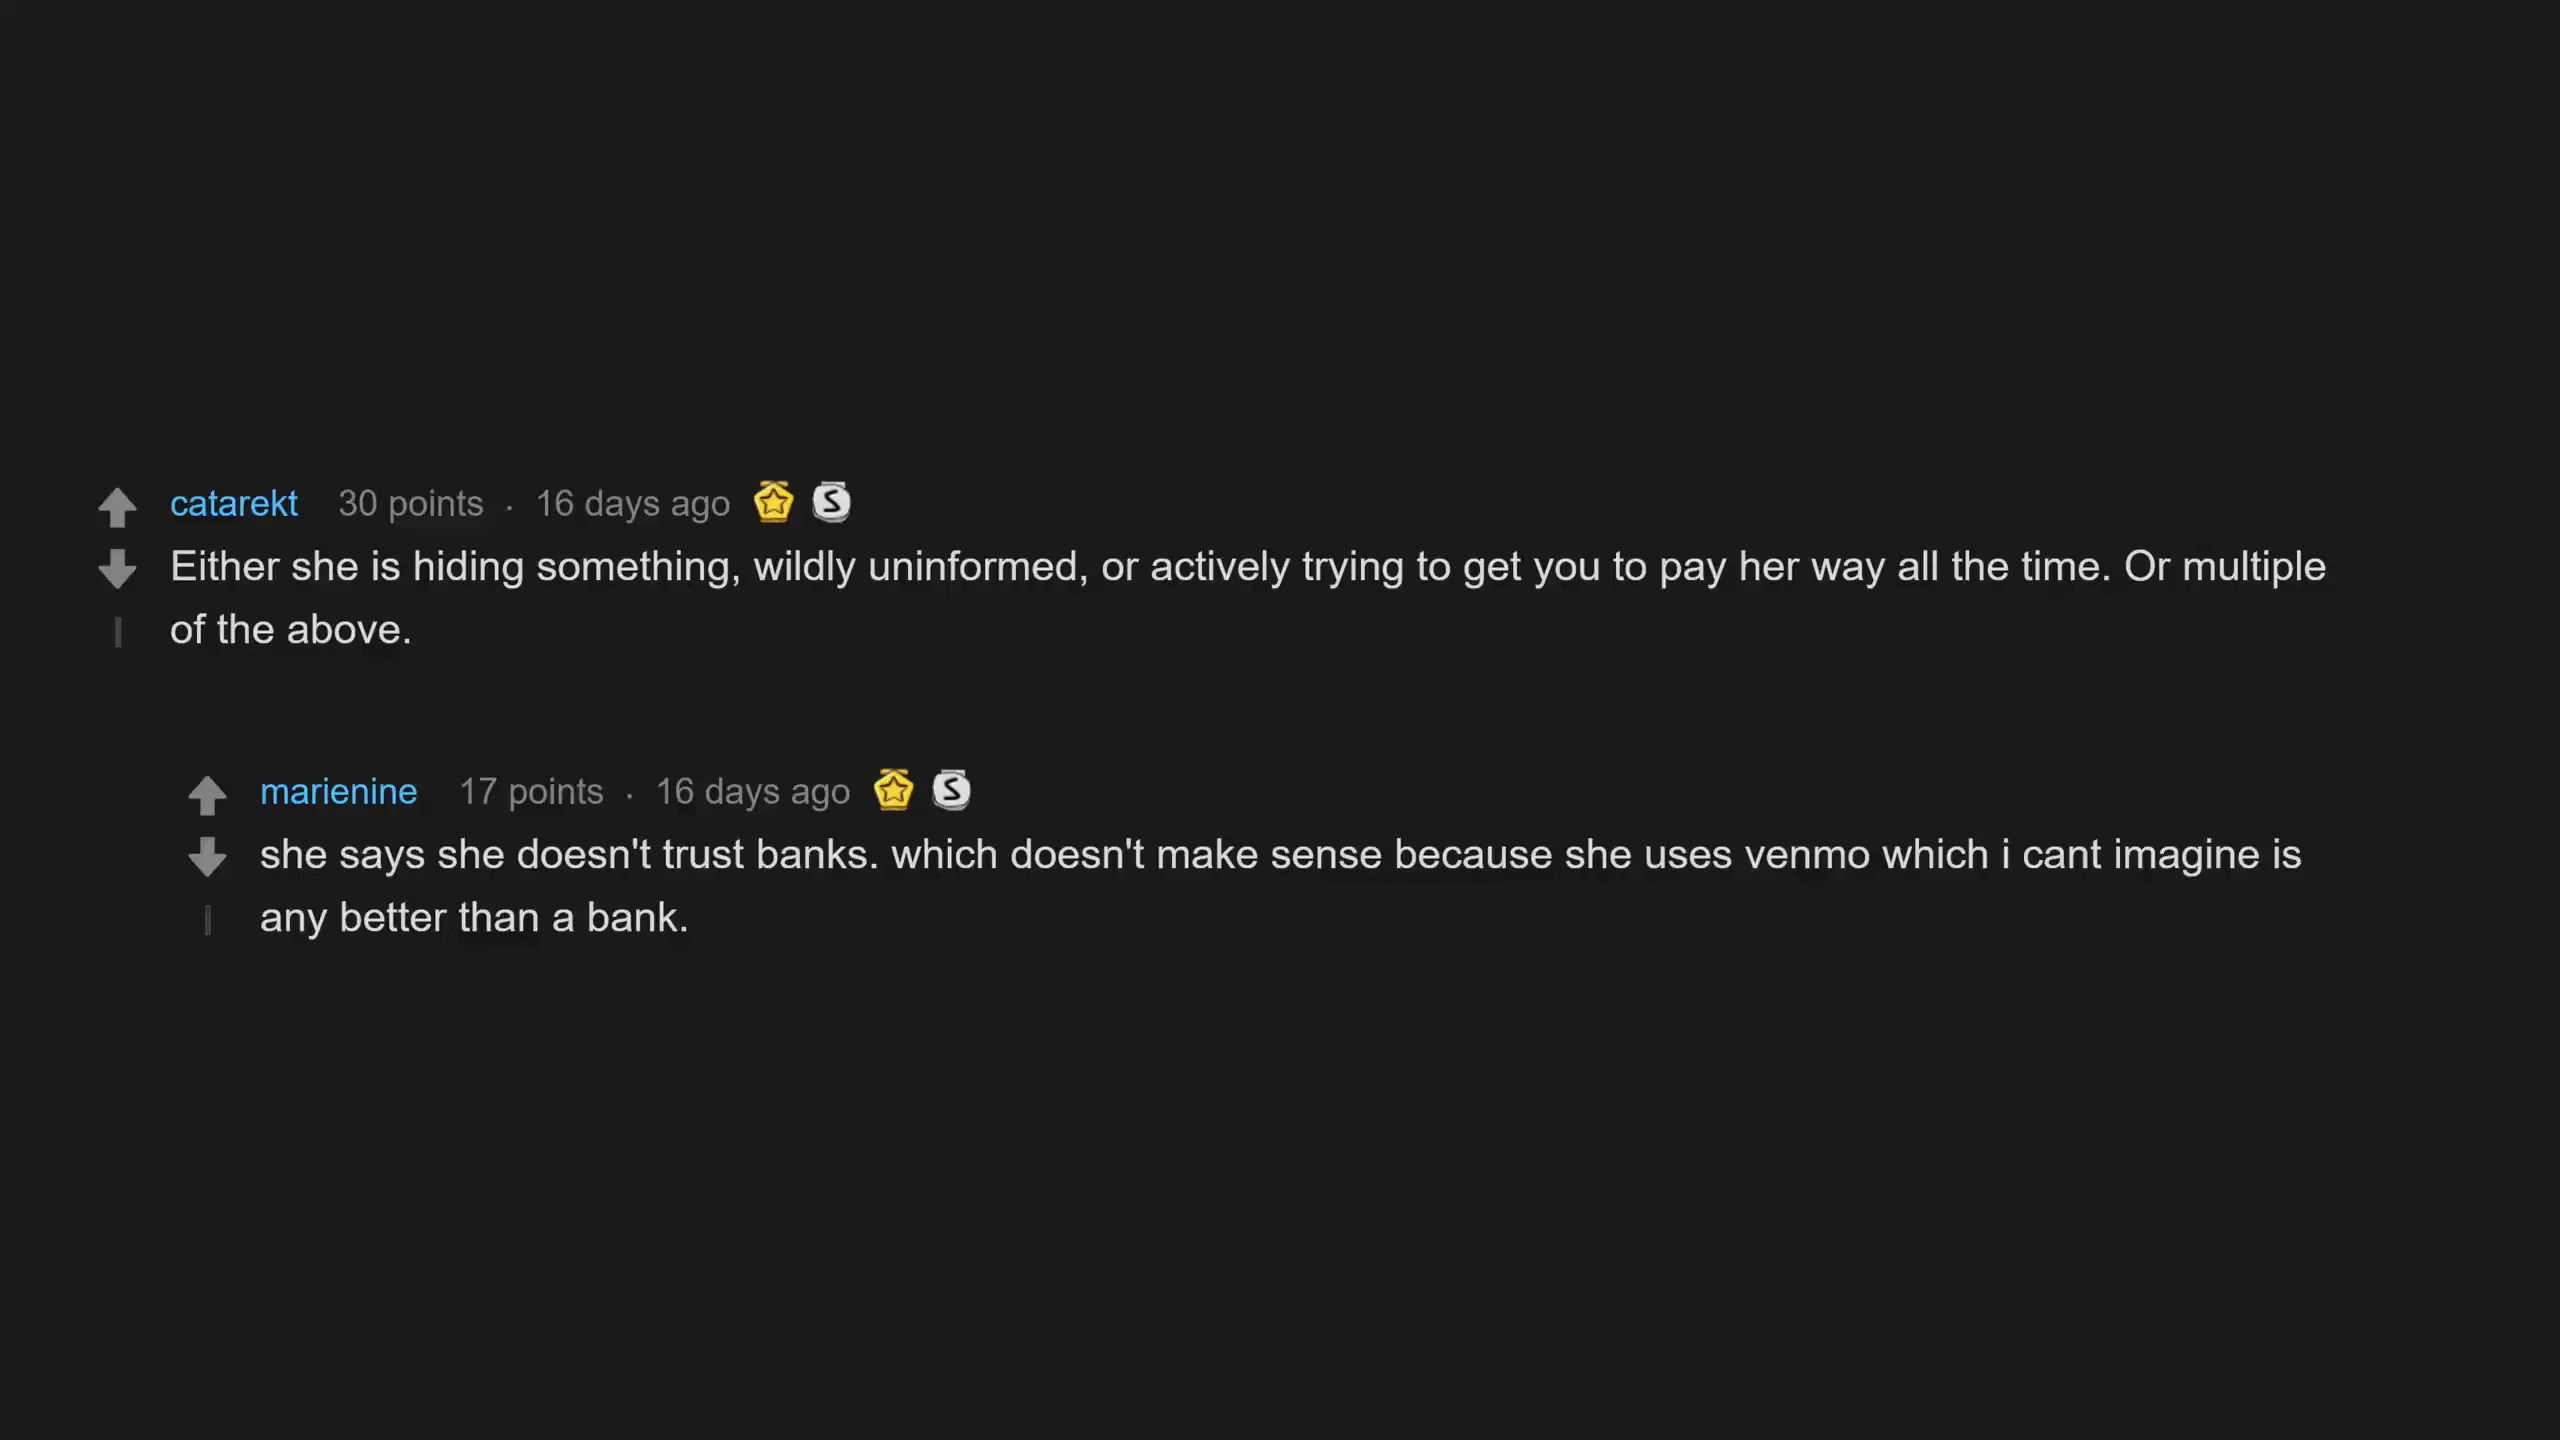 catarekt 30 points · 16 days ago
Either she is hiding something, wildly uninformed, or actively trying to get you to pay her way all the time. Or multiple
of the above.
marienine 17 points · 16 days ago
she says she doesn't trust banks. which doesn't make sense because she uses venmo which i cant imagine is
any better than a bank.